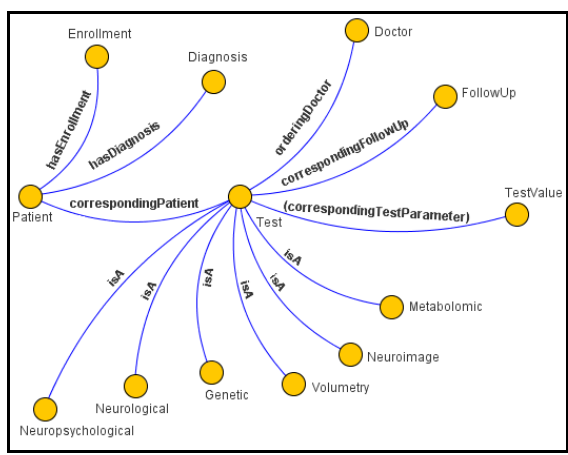 Enrollment
Doctor
Diagnosis
FollowUp
hasEnrollment
hasDiagnosis
orderingDoctor
correspondingFollowUp
TestValue
Patient
correspondingPatient
Test
(correspondingTestParameter)
isA
isA
isA
isA
isA
isA
Metabolomic
Neuroimage
Volumetry
Genetic
Neurological
Neuropsychological